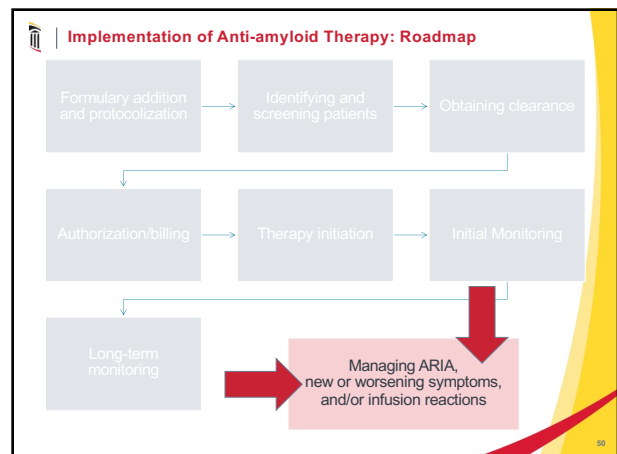 Implementation of Anti-amyloid Therapy: Roadmap
Formulary addition
and protocolization
Identifying and
screening patients
Obtaining clearance
Authorization/billing
Therapy initiation
Initial Monitoring
Long-term
monitoring
Managing ARIA,
new or worsening symptoms,
and/or infusion reactions
50